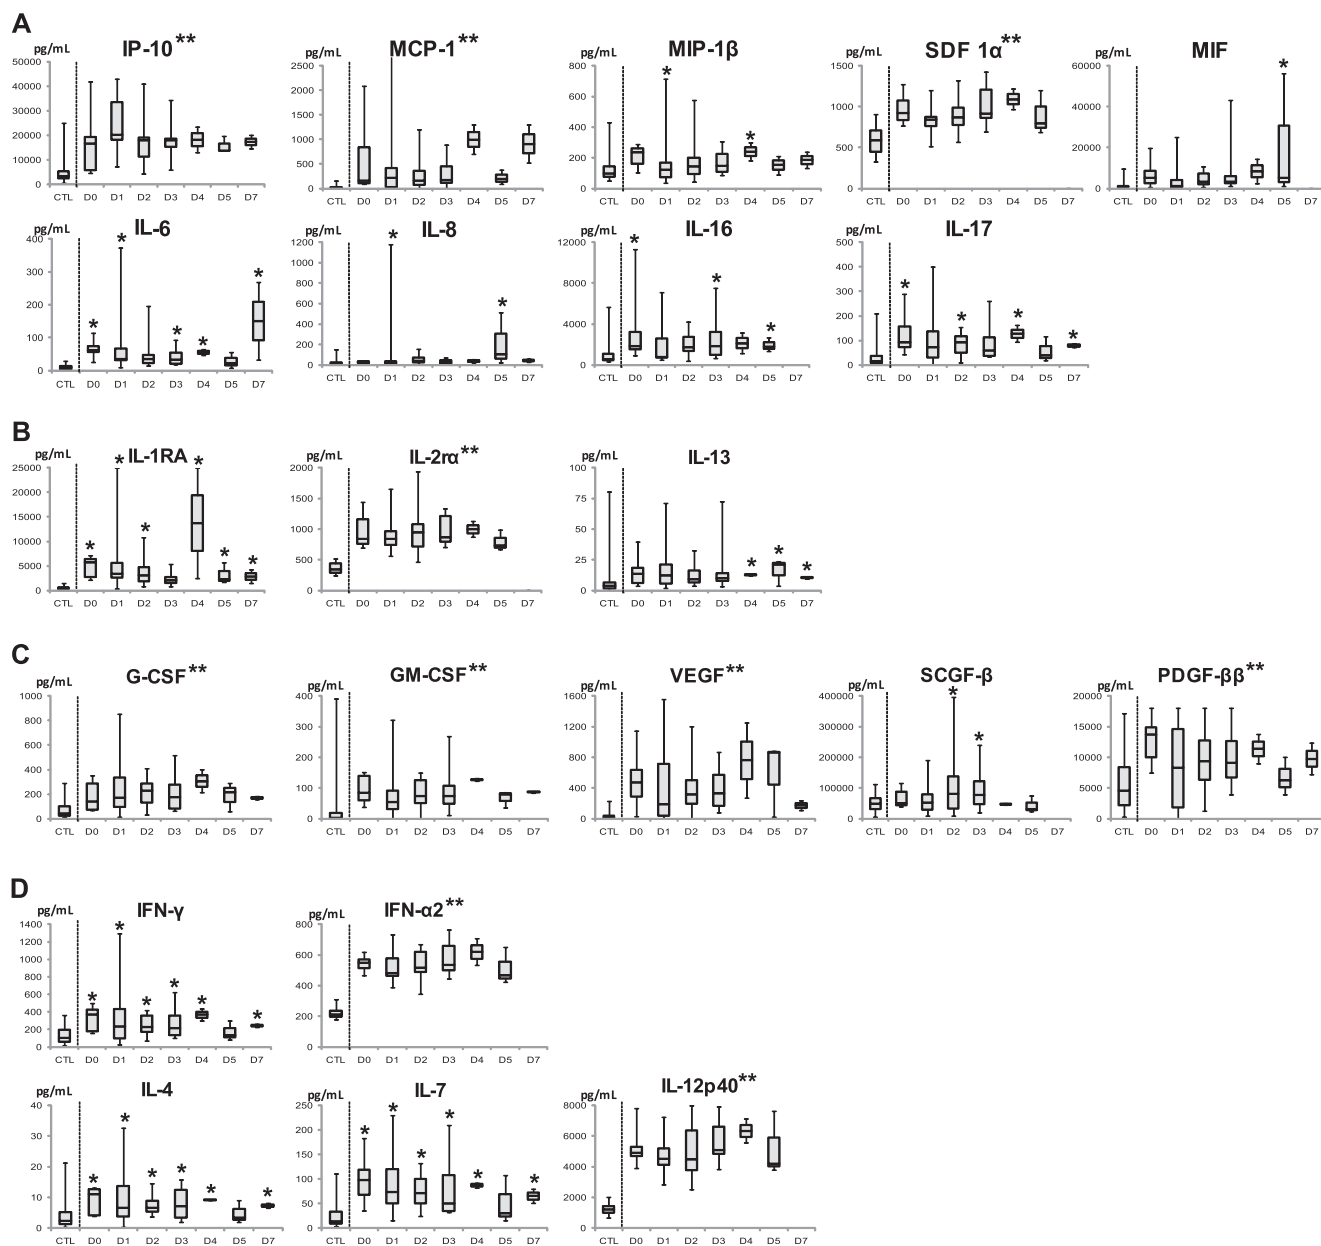 A
IP-10**
MCP-1**
MIP-1β
SDF 1α**
MIF
pg/mL pg/mL pg/mL pg/mL pg/mL
50000 2500 800 1500 60000
40000 2000 600 1000 40000
30000 1500 400 500 20000
20000 1000 200 0 0
10000 500 0
0 0
* * *
CTL D0 D1 D2 D3 D4 D5 D7
CTL D0 D1 D2 D3 D4 D5 D7
CTL D0 D1 D2 D3 D4 D5 D7
CTL D0 D1 D2 D3 D4 D5 D7
CTL D0 D1 D2 D3 D4 D5 D7
IL-6
IL-8
IL-16
IL-17
pg/mL pg/mL pg/mL pg/mL
400 1200 12000 500
300 1000 8000 400
200 800 4000 300
100 600 0 200
0 400 100
200 0
0
* * * * * *
* *
* * *
* * * *
CTL D0 D1 D2 D3 D4 D5 D7
CTL D0 D1 D2 D3 D4 D5 D7
CTL D0 D1 D2 D3 D4 D5 D7
CTL D0 D1 D2 D3 D4 D5 D7
B
IL-1RA
IL-2rα**
IL-13
pg/mL pg/mL pg/mL
25000 2000 100
20000 1500 75
15000 1000 50
10000 500 25
5000 0 0
0
* * * * * *
* * *
CTL D0 D1 D2 D3 D4 D5 D7
CTL D0 D1 D2 D3 D4 D5 D7
CTL D0 D1 D2 D3 D4 D5 D7
C
G-CSF**
GM-CSF**
VEGF**
SCGF-β
PDGF-ββ**
pg/mL pg/mL pg/mL pg/mL pg/mL
1000 400 1600 400000 20000
800 300 1200 300000 15000
600 200 800 200000 10000
400 100 400 100000 5000
200 0 0 0 0
0
* *
CTL D0 D1 D2 D3 D4 D5 D7
CTL D0 D1 D2 D3 D4 D5 D7
CTL D0 D1 D2 D3 D4 D5 D7
CTL D0 D1 D2 D3 D4 D5 D7
CTL D0 D1 D2 D3 D4 D5 D7
D
IFN-γ
IFN-α2**
pg/mL pg/mL
1400 800
1200 600
1000 400
800 200
600 0
400
200
0
* * * * * *
CTL D0 D1 D2 D3 D4 D5 D7
CTL D0 D1 D2 D3 D4 D5 D7
IL-4
IL-7
IL-12p40**
pg/mL pg/mL pg/mL
40 250 8000
30 200 6000
20 150 4000
10 100 2000
0 50 0
0
* * * * * *
* * * * * *
CTL D0 D1 D2 D3 D4 D5 D7
CTL D0 D1 D2 D3 D4 D5 D7
CTL D0 D1 D2 D3 D4 D5 D7